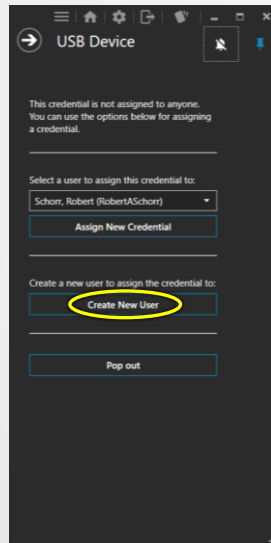 USB Device
This credential is not assigned to anyone.
You can use the options below for assigning
a credential.
Select a user to assign this credential to:
Schorr, Robert (RobertASchorr)
Assign New Credential
Create a new user to assign the credential to:
Create New User
Pop out